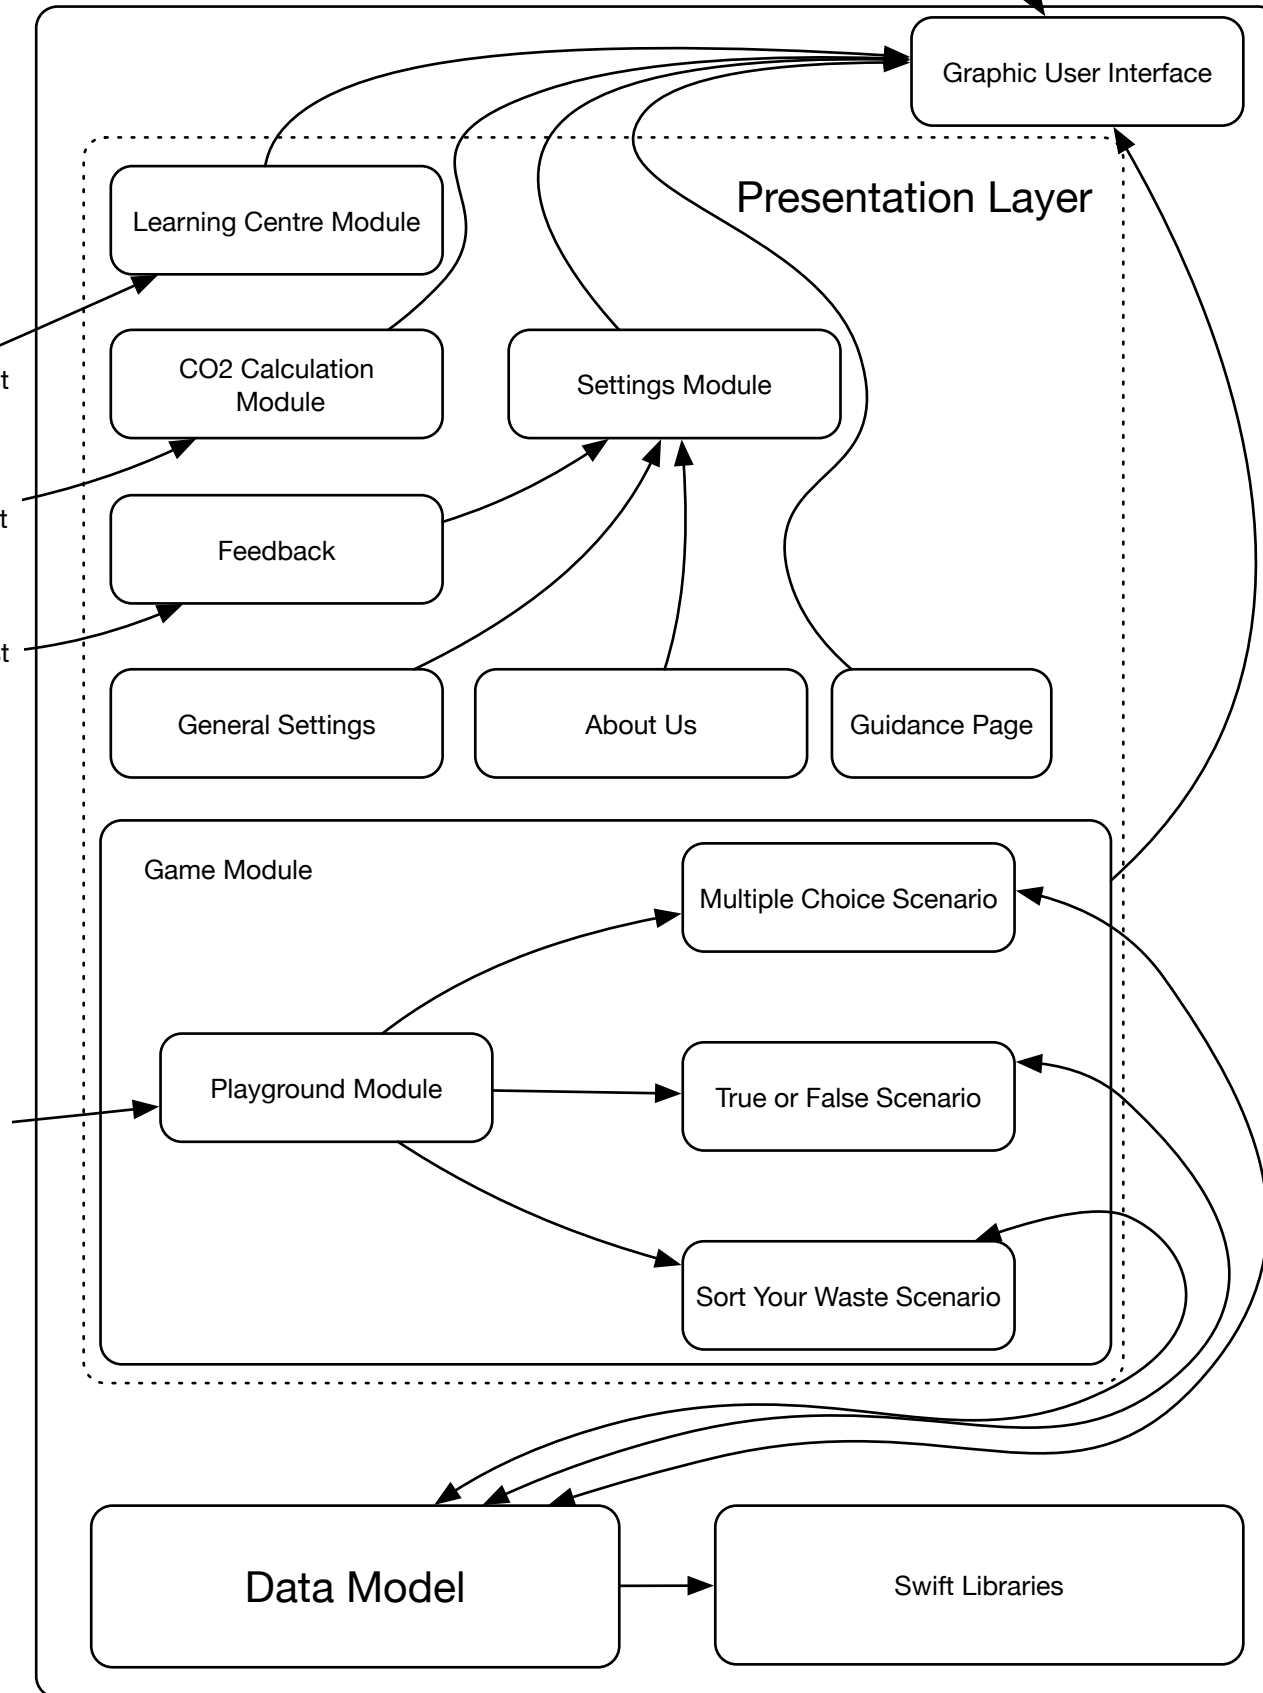 Graphic User Interface
Presentation Layer
Learning Centre Module
CO2 Calculation
Module
Settings Module
Feedback
General Settings
About Us
Guidance Page
Game Module
Multiple Choice Scenario
Playground Module
True or False Scenario
Sort Your Waste Scenario
Data Model
Swift Libraries